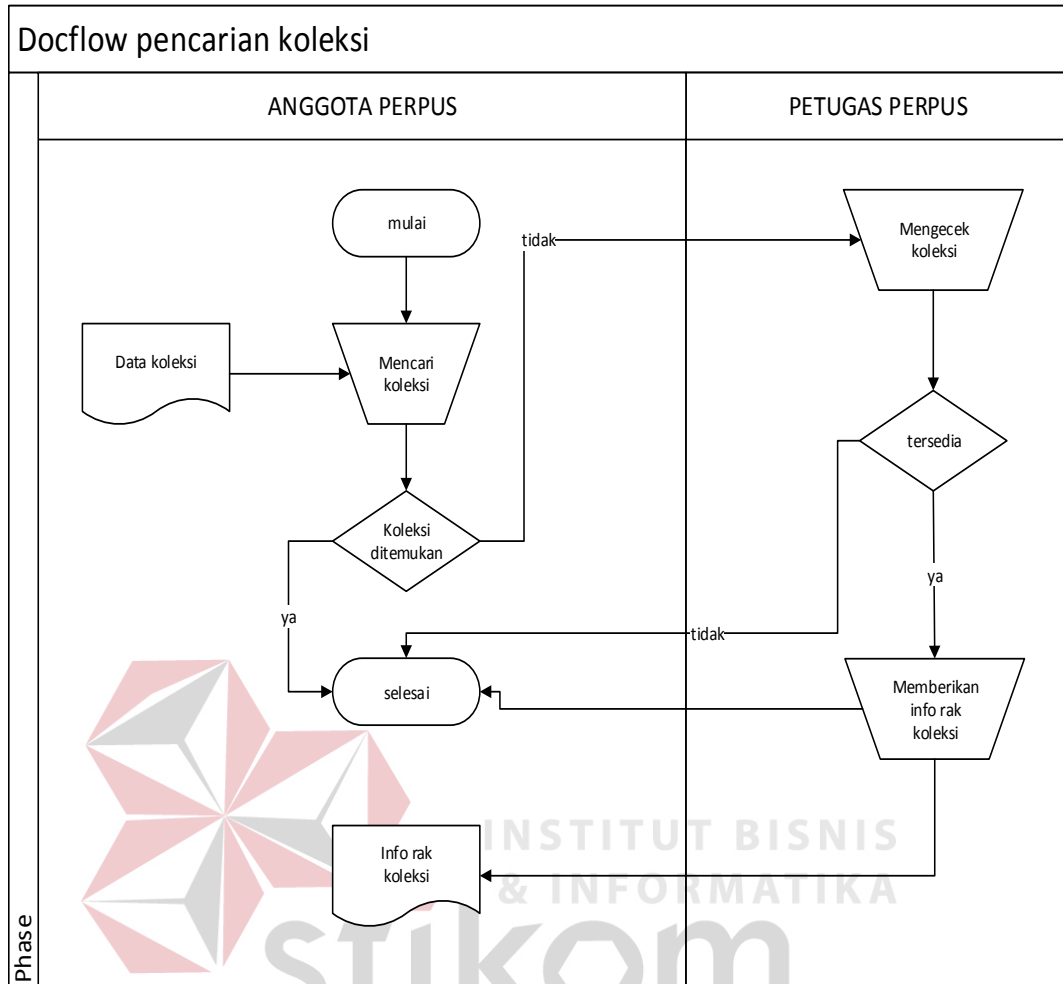 Docflow pencarian koleksi
ANGGOTA PERPUS
PETUGAS PERPUS
mulai
tidak
Mengecek
koleksi
Data koleksi
Mencari
koleksi
tersedia
Koleksi
ditemukan
ya
ya
tidak
selesai
Memberikan
info rak
koleksi
Info rak
koleksi
INSTITUT BISNIS
& INFORMATIKA
stikom
Phase